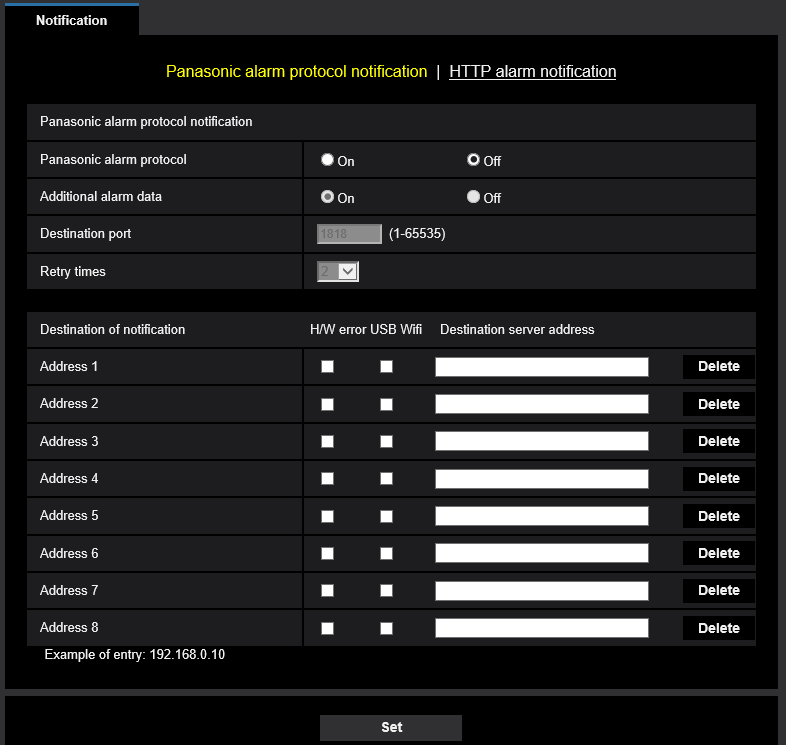 Notification
Panasonic alarm protocol notification | HTTP alarm notification
Panasonic alarm protocol notification
Panasonic alarm protocol On Off
Additional alarm data On Off
Destination port 1818 (1-65535)
Retry times 2
Destination of notification H/W error USB Wifi Destination server address
Address 1 Delete
Address 2 Delete
Address 3 Delete
Address 4 Delete
Address 5 Delete
Address 6 Delete
Address 7 Delete
Address 8 Delete
Example of entry: 192.168.0.10
Set